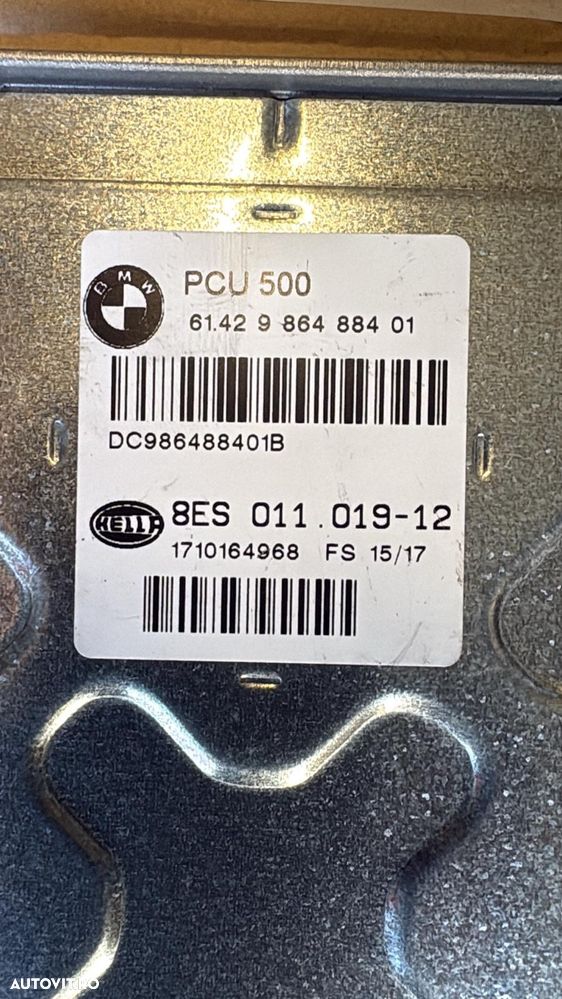 BMW
PCU 500
61.42 9 864 884 01
DC986488401B
HELLA
8ES 011.019-12
1710164968 FS 15/17
AUTOVIT.RO